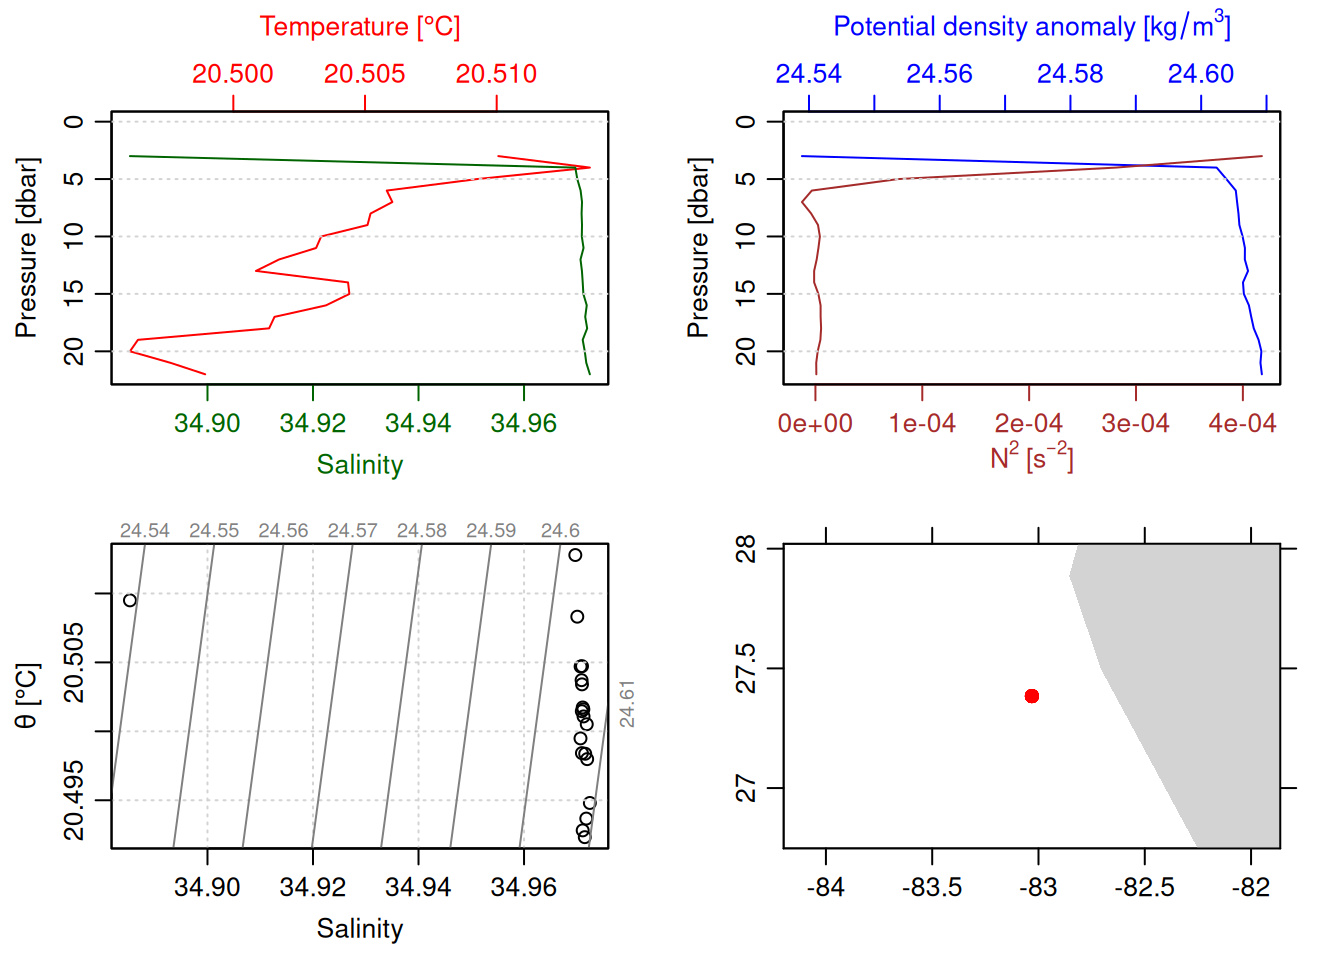 Temperature [°C]
20.500 20.505 20.510
Pressure [dbar]
0 5 10 15 20
34.90 34.92 34.94 34.96
Salinity
Potential density anomaly [kg/m³]
24.54 24.56 24.58 24.60
Pressure [dbar]
0 5 10 15 20
0e+00 1e-04 2e-04 3e-04 4e-04
N² [s⁻²]
24.54 24.55 24.56 24.57 24.58 24.59 24.6
24.61
θ [°C]
20.495 20.505
34.90 34.92 34.94 34.96
Salinity
28
27.5
27
-84 -83.5 -83 -82.5 -82